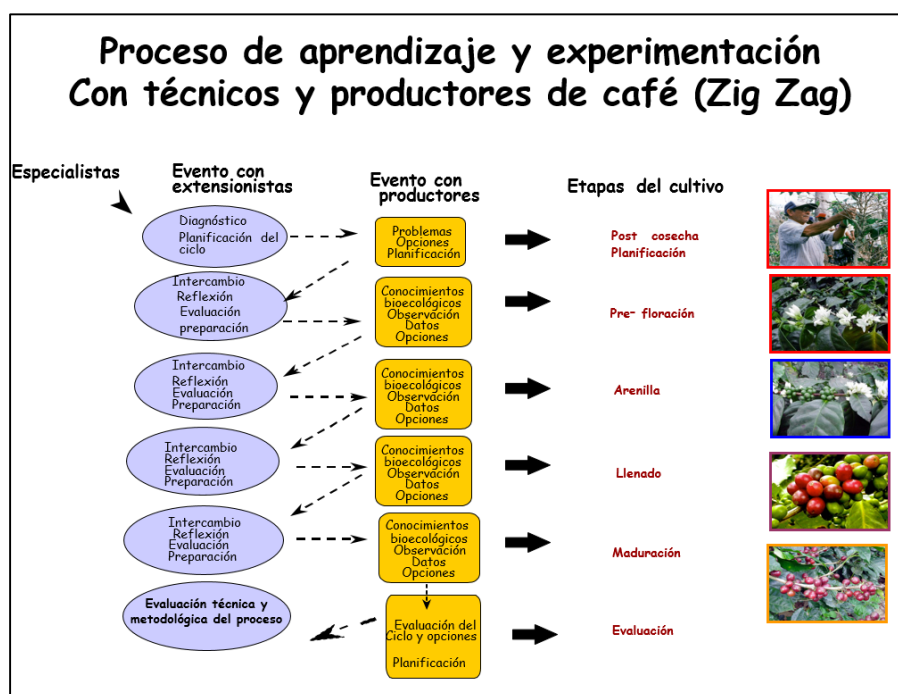 Proceso de aprendizaje y experimentación
Con técnicos y productores de café (Zig Zag)
Especialistas
Evento con
extensionistas
Evento con
productores
Etapas del cultivo
Diagnóstico
Planificación del
ciclo
Problemas
Opciones
Planificación
Post cosecha
Planificación
Intercambio
Reflexión
Evaluación
preparación
Conocimientos
bioecológicos
Observación
Datos
Opciones
Pre- floración
Intercambio
Reflexión
Evaluación
Preparación
Conocimientos
bioecológicos
Observación
Datos
Opciones
Arenilla
Intercambio
Reflexión
Evaluación
Preparación
Conocimientos
bioecológicos
Observación
Datos
Opciones
Llenado
Intercambio
Reflexión
Evaluación
Preparación
Conocimientos
bioecológicos
Observación
Datos
Opciones
Maduración
Evaluación técnica y
metodológica del proceso
Evaluación del
Ciclo y opciones
Planificación
Evaluación